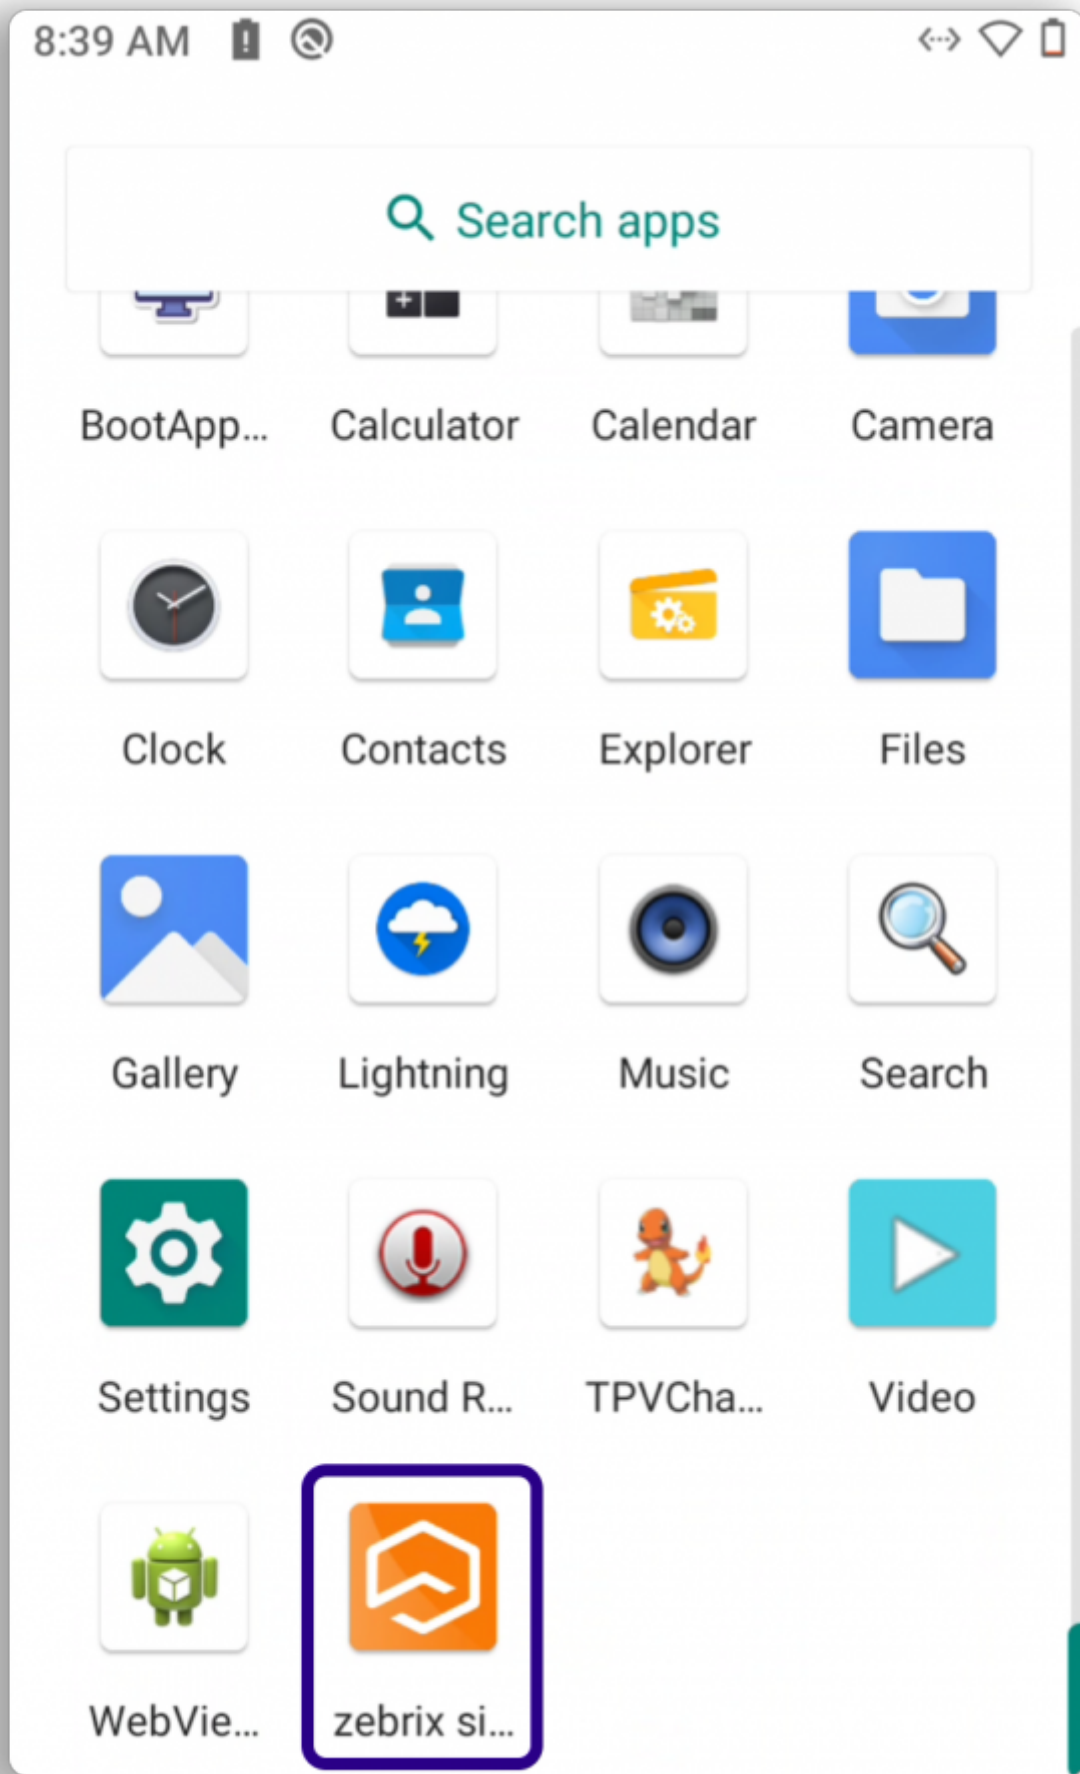 8:39 AM
Search apps
BootApp...
Calculator
Calendar
Camera
Clock
Contacts
Explorer
Files
Gallery
Lightning
Music
Search
Settings
Sound R...
TPVCha...
Video
WebVie...
zebrix si...